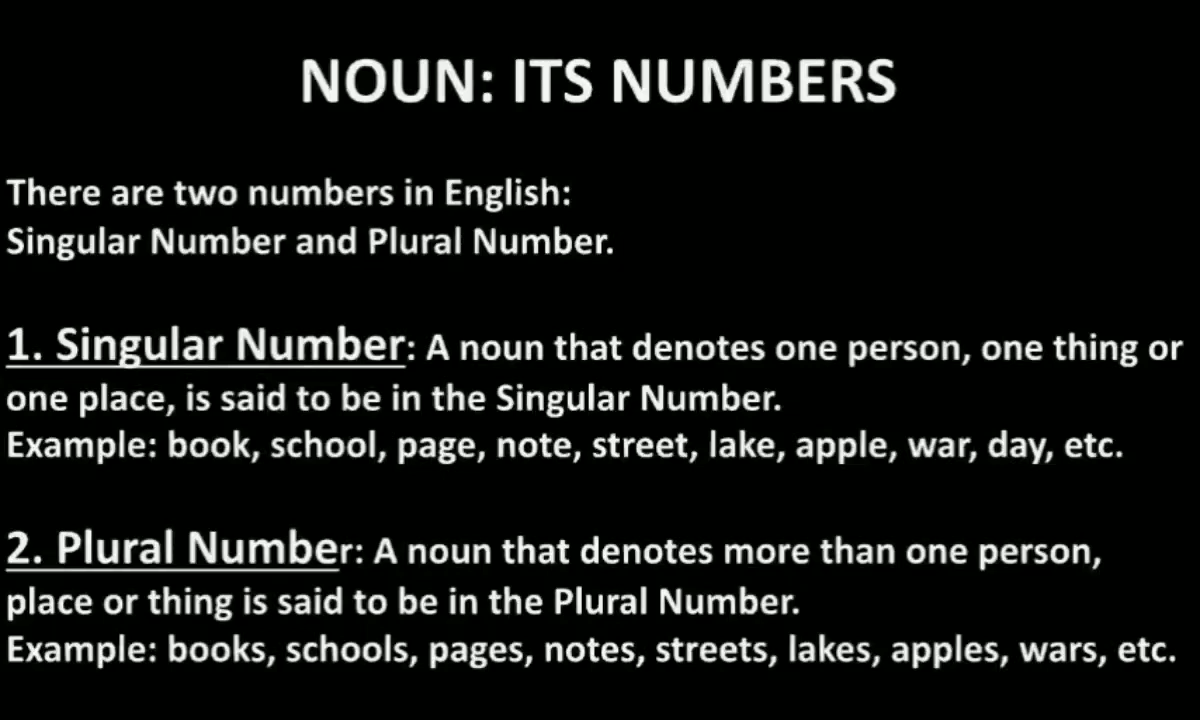 NOUN: ITS NUMBERS
There are two numbers in English:
Singular Number and Plural Number.
1. Singular Number: A noun that denotes one person, one thing or
one place, is said to be in the Singular Number.
Example: book, school, page, note, street, lake, apple, war, day, etc.
2. Plural Number: A noun that denotes more than one person,
place or thing is said to be in the Plural Number.
Example: books, schools, pages, notes, streets, lakes, apples, wars, etc.